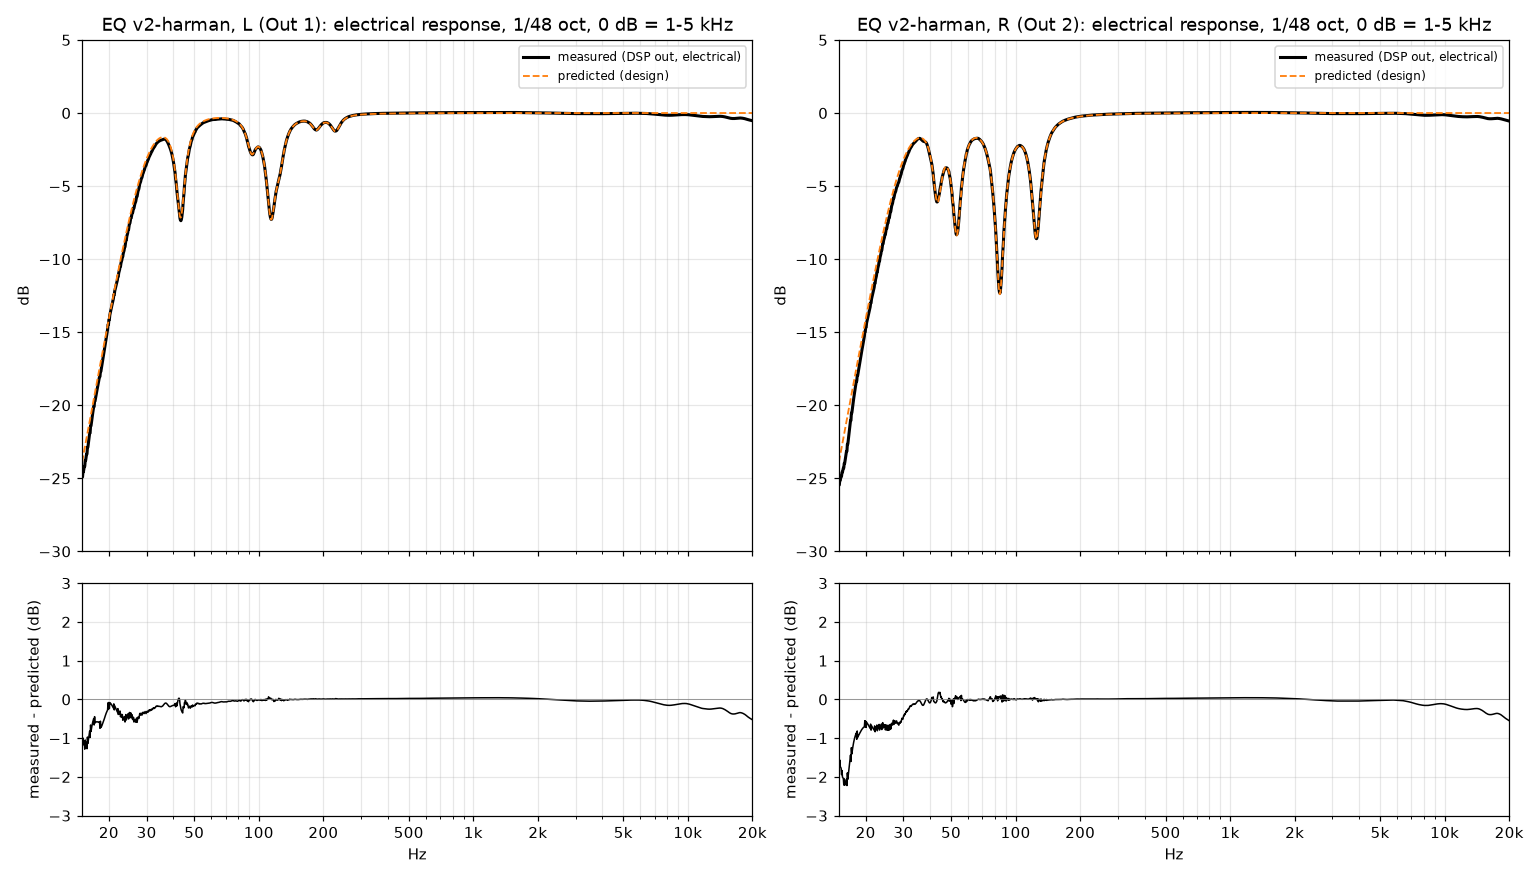 EQ v2-harman, L (Out 1): electrical response, 1/48 oct, 0 dB = 1-5 kHz
measured (DSP out, electrical)
predicted (design)
dB
5
0
−5
−10
−15
−20
−25
−30
measured - predicted (dB)
3
2
1
0
−1
−2
−3
20 30 50 100 200 500 1k 2k 5k 10k 20k
Hz
EQ v2-harman, R (Out 2): electrical response, 1/48 oct, 0 dB = 1-5 kHz
measured (DSP out, electrical)
predicted (design)
dB
5
0
−5
−10
−15
−20
−25
−30
measured - predicted (dB)
3
2
1
0
−1
−2
−3
20 30 50 100 200 500 1k 2k 5k 10k 20k
Hz